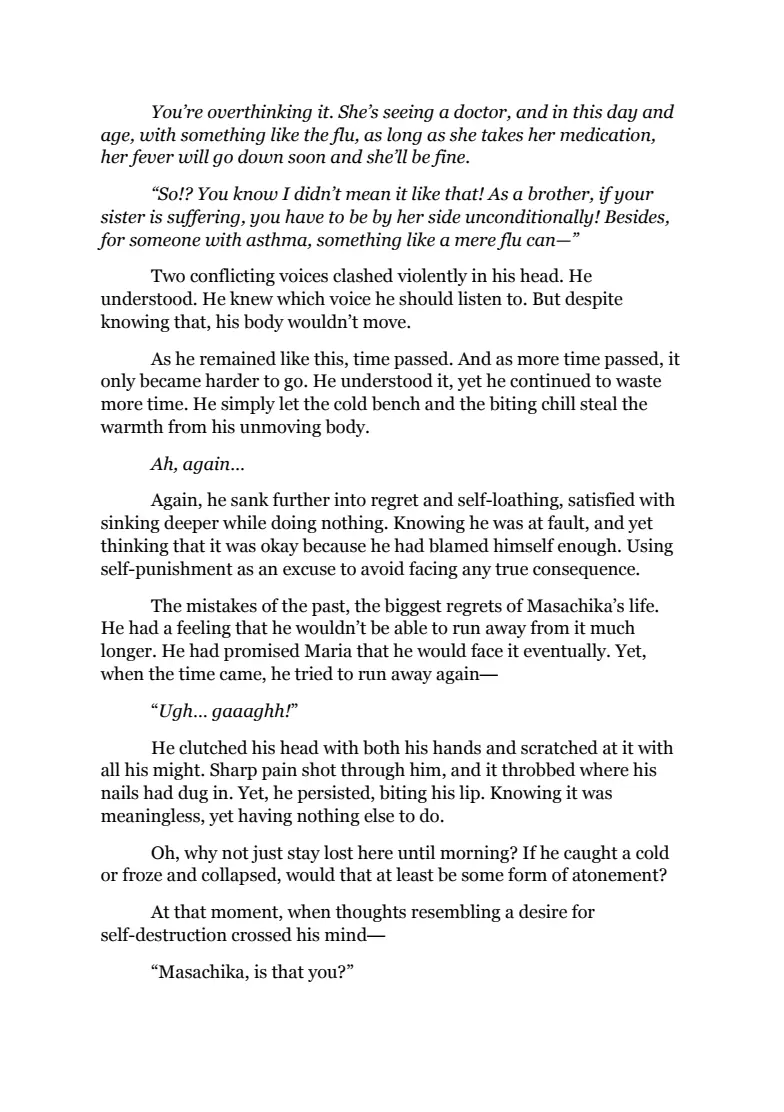 You’re overthinking it. She’s seeing a doctor, and in this day and
age, with something like the flu, as long as she takes her medication,
her fever will go down soon and she’ll be fine.
“So!? You know I didn’t mean it like that! As a brother, if your
sister is suffering, you have to be by her side unconditionally! Besides,
for someone with asthma, something like a mere flu can—”
Two conflicting voices clashed violently in his head. He
understood. He knew which voice he should listen to. But despite
knowing that, his body wouldn’t move.
As he remained like this, time passed. And as more time passed, it
only became harder to go. He understood it, yet he continued to waste
more time. He simply let the cold bench and the biting chill steal the
warmth from his unmoving body.
Ah, again…
Again, he sank further into regret and self-loathing, satisfied with
sinking deeper while doing nothing. Knowing he was at fault, and yet
thinking that it was okay because he had blamed himself enough. Using
self-punishment as an excuse to avoid facing any true consequence.
The mistakes of the past, the biggest regrets of Masachika’s life.
He had a feeling that he wouldn’t be able to run away from it much
longer. He had promised Maria that he would face it eventually. Yet,
when the time came, he tried to run away again—
“Ugh… gaaaghh!”
He clutched his head with both his hands and scratched at it with
all his might. Sharp pain shot through him, and it throbbed where his
nails had dug in. Yet, he persisted, biting his lip. Knowing it was
meaningless, yet having nothing else to do.
Oh, why not just stay lost here until morning? If he caught a cold
or froze and collapsed, would that at least be some form of atonement?
At that moment, when thoughts resembling a desire for
self-destruction crossed his mind—
“Masachika, is that you?”